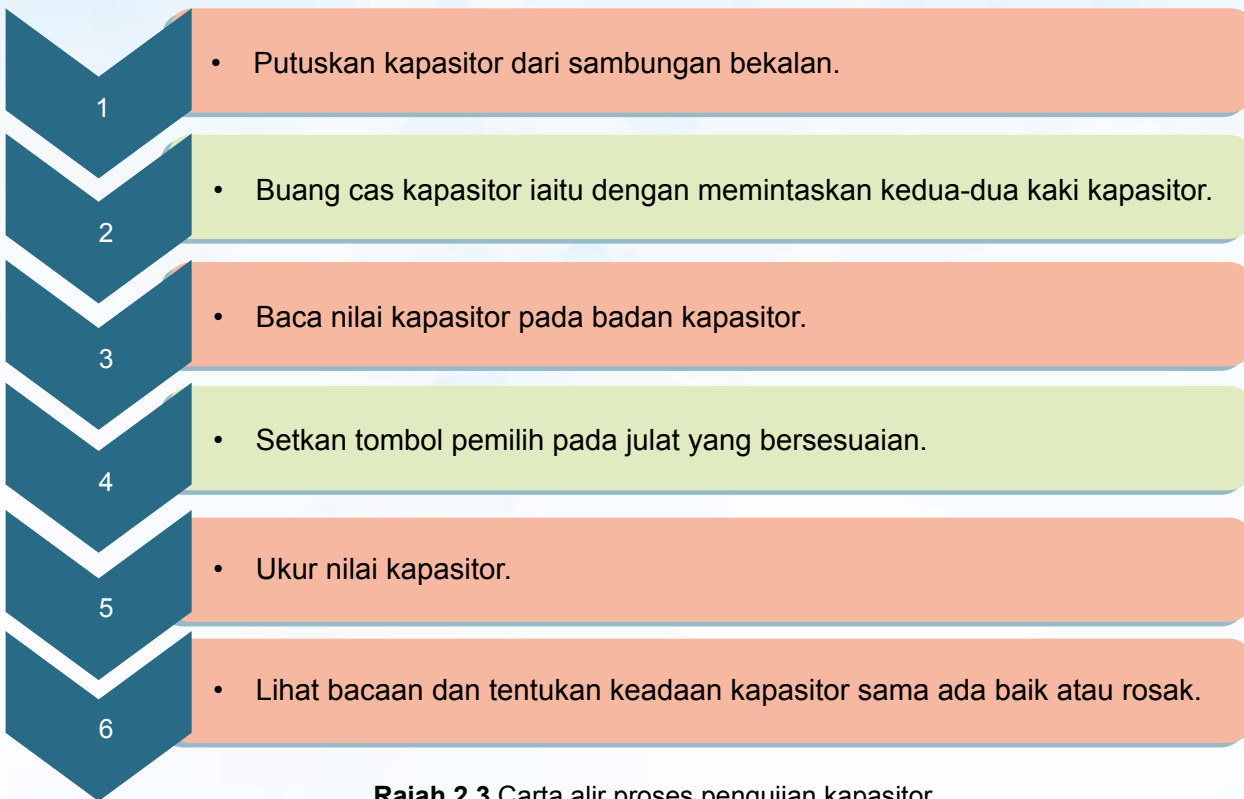 1
• Putuskan kapasitor dari sambungan bekalan.
2
• Buang cas kapasitor iaitu dengan memintaskan kedua-dua kaki kapasitor.
3
• Baca nilai kapasitor pada badan kapasitor.
4
• Setkan tombol pemilih pada julat yang bersesuaian.
5
• Ukur nilai kapasitor.
6
• Lihat bacaan dan tentukan keadaan kapasitor sama ada baik atau rosak.
Rajah 2.3 Carta alir proses pengujian kapasitor